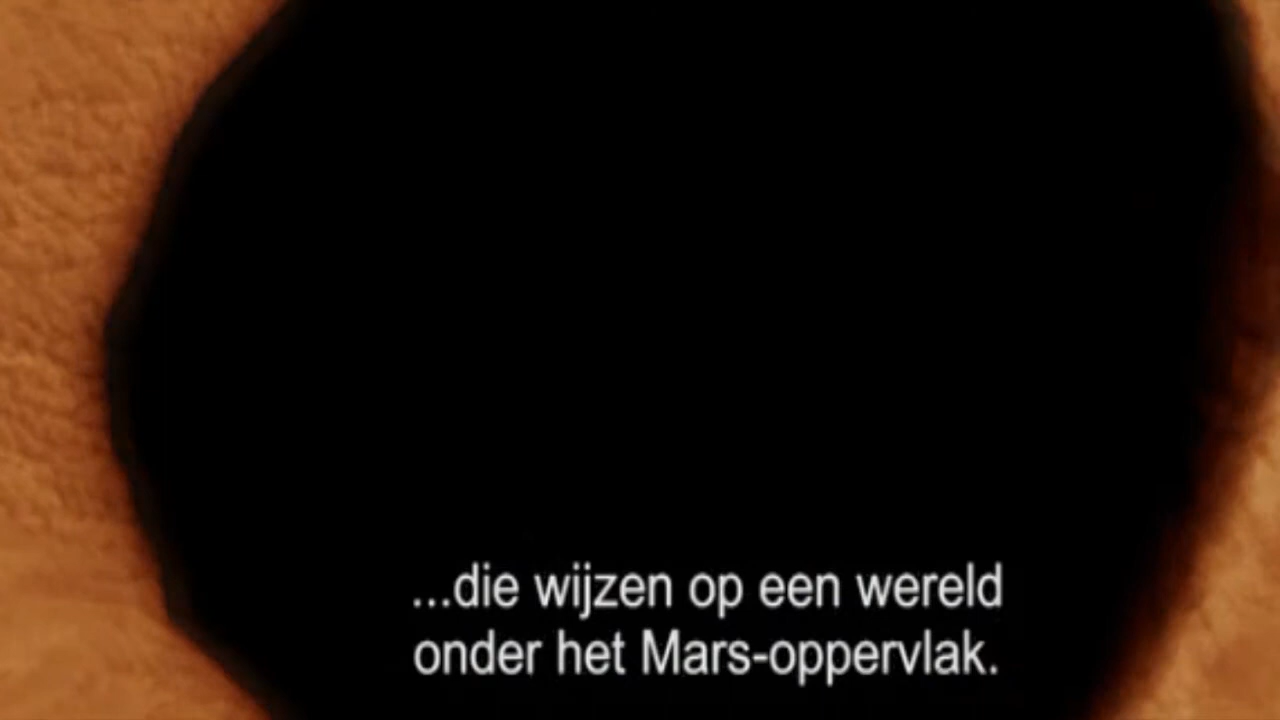 ...die wijzen op een wereld
onder het Mars-oppervlak.